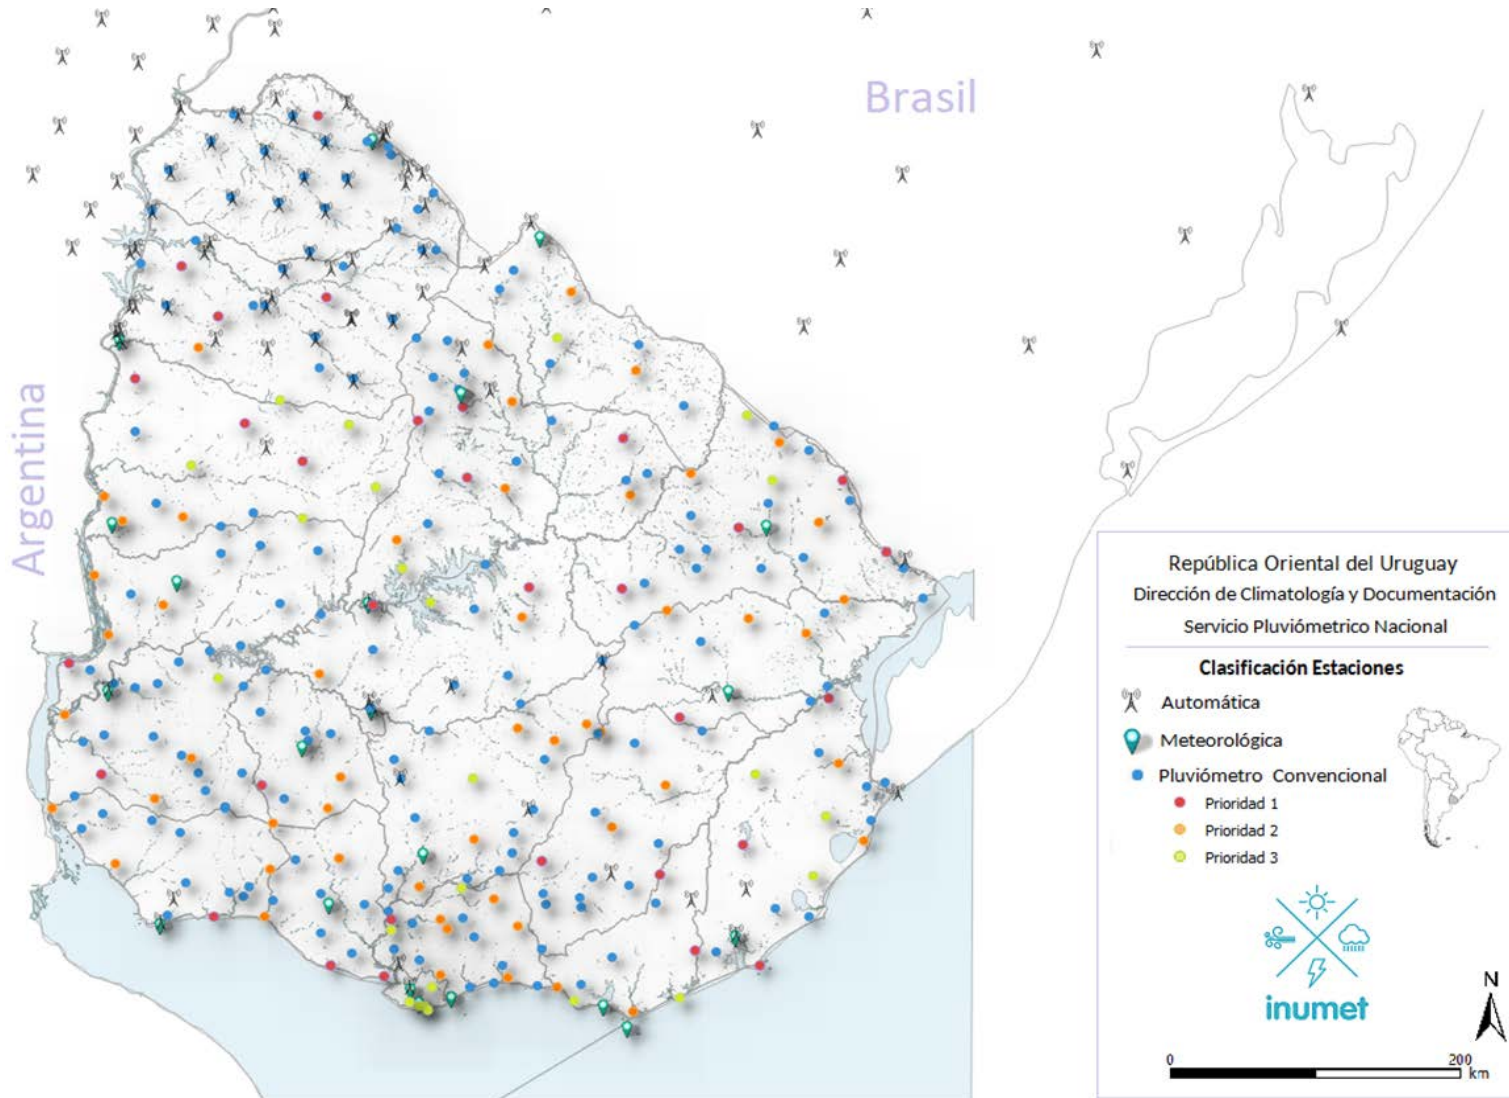 Brasil
Argentina
República Oriental del Uruguay
Dirección de Climatología y Documentación
Servicio Pluviómetrico Nacional
Clasificación Estaciones
Automática
Meteorológica
Pluviómetro Convencional
Prioridad 1
Prioridad 2
Prioridad 3
inumet
N
0 200
km